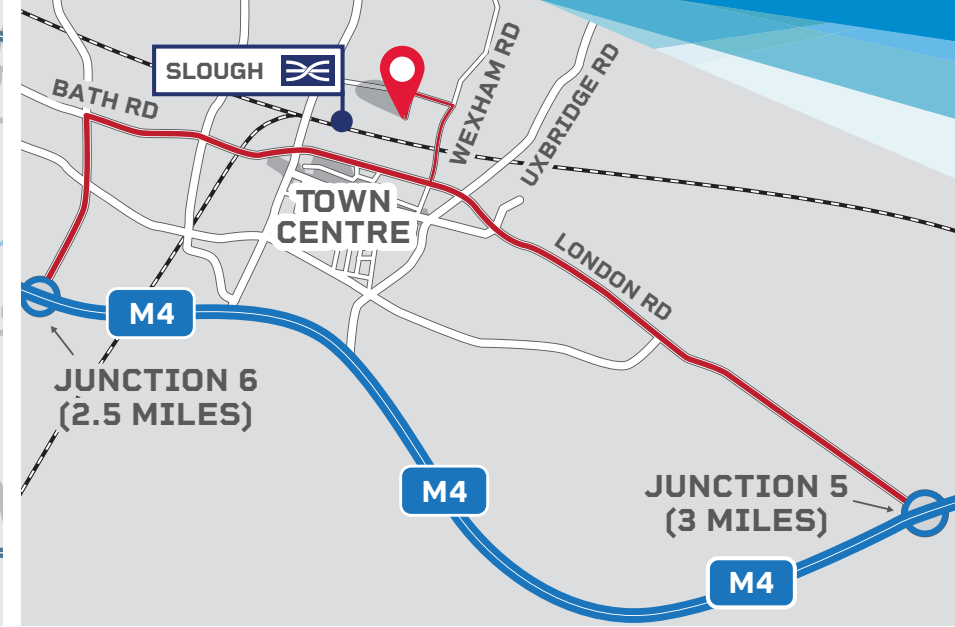 SLOUGH
BATH RD
WEXHAM RD
UXBRIDGE RD
TOWN
CENTRE
LONDON RD
M4
JUNCTION 6
(2.5 MILES)
M4
JUNCTION 5
(3 MILES)
M4